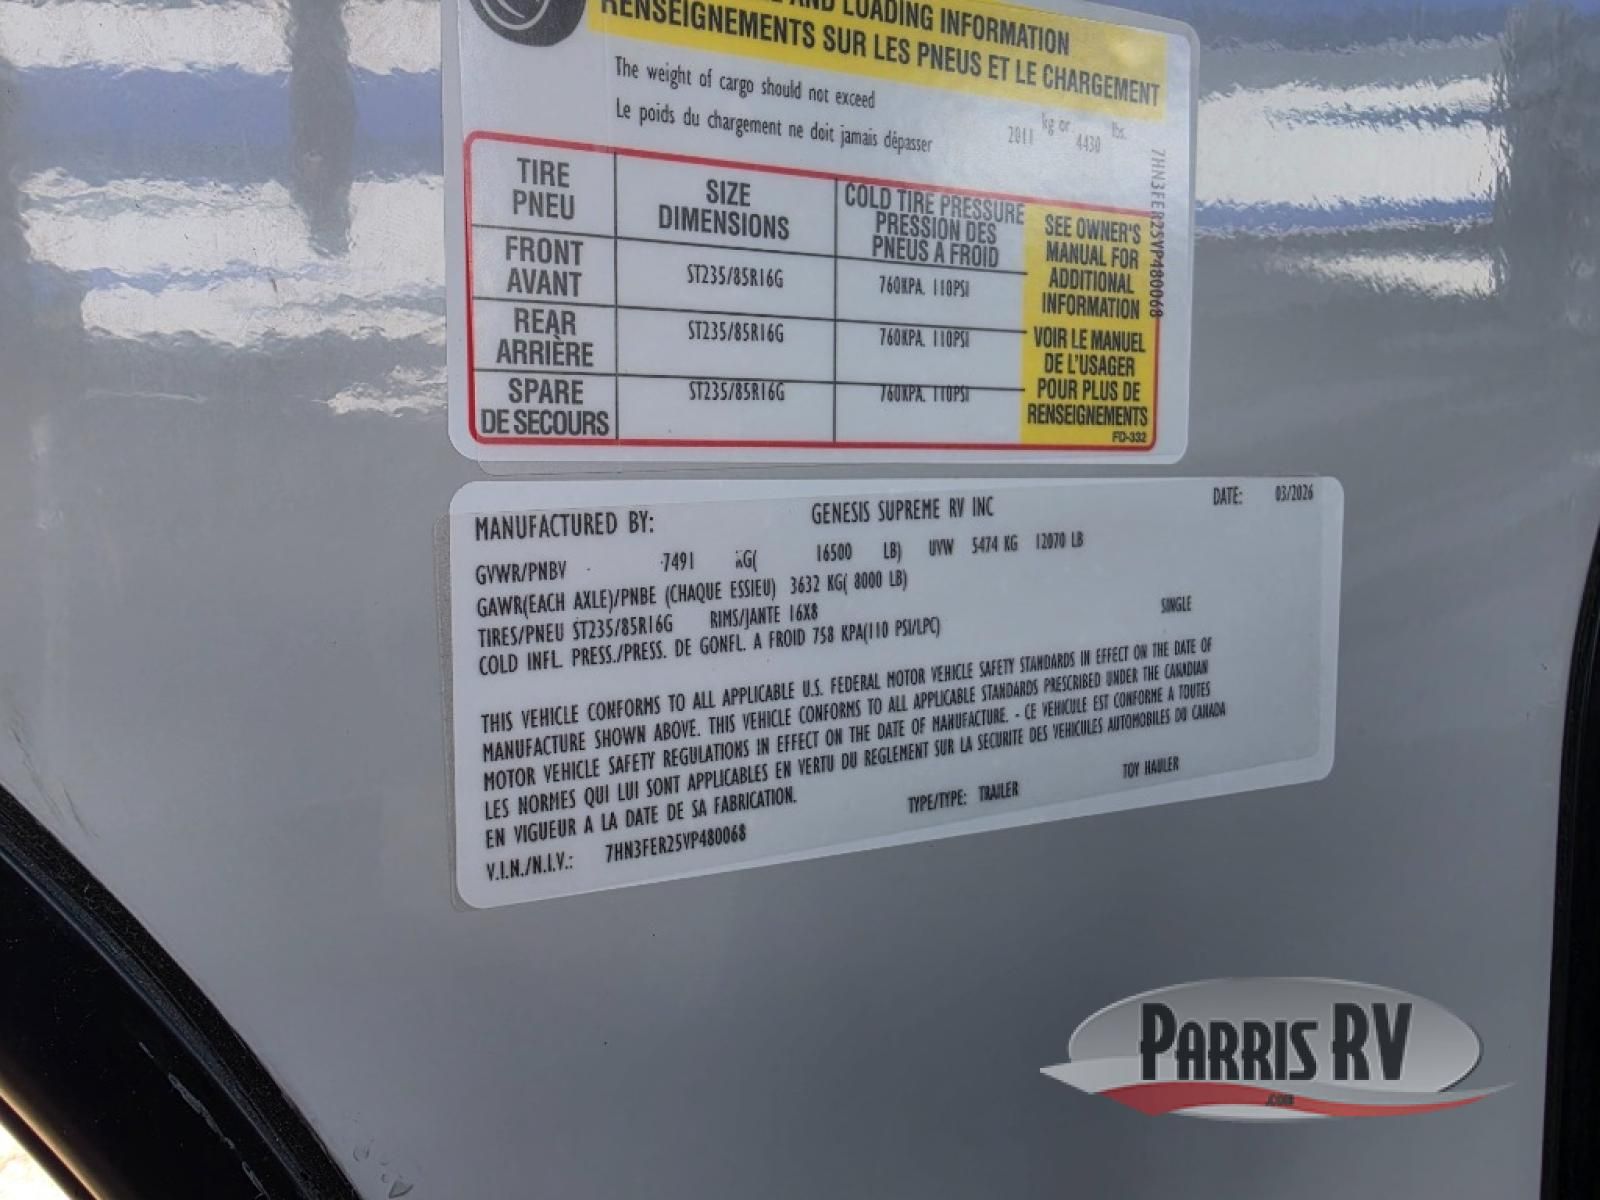 AND LOADING INFORMATION
RENSEIGNEMENTS SUR LES PNEUS ET LE CHARGEMENT
The weight of cargo should not exceed
Le poids du chargement ne doit jamais dépasser
2011 kg or 4430 lbs.
7HN3FER25VP480068
TIRE
PNEU
SIZE
DIMENSIONS
COLD TIRE PRESSURE
PRESSION DES
PNEUS A FROID
FRONT
AVANT
ST235/85R16G
760KPA. 110PSI
REAR
ARRIÈRE
ST235/85R16G
760KPA. 110PSI
SPARE
DE SECOURS
ST235/85R16G
760KPA. 110PSI
SEE OWNER'S
MANUAL FOR
ADDITIONAL
INFORMATION
VOIR LE MANUEL
DE L'USAGER
POUR PLUS DE
RENSEIGNEMENTS
FD-332
MANUFACTURED BY: GENESIS SUPREME RV INC DATE: 03/2026
GVWR/PNBV 7491 KG( 16500 LB) UVW 5474 KG 12070 LB
GAWR(EACH AXLE)/PNBE (CHAQUE ESSIEU) 3632 KG( 8000 LB)
TIRES/PNEU ST235/85R16G RIMS/JANTE 16X8 SINGLE
COLD INFL. PRESS./PRESS. DE GONFL. A FROID 758 KPA(110 PSI/LPC)
THIS VEHICLE CONFORMS TO ALL APPLICABLE U.S. FEDERAL MOTOR VEHICLE SAFETY STANDARDS IN EFFECT ON THE DATE OF
MANUFACTURE SHOWN ABOVE. THIS VEHICLE CONFORMS TO ALL APPLICABLE STANDARDS PRESCRIBED UNDER THE CANADIAN
MOTOR VEHICLE SAFETY REGULATIONS IN EFFECT ON THE DATE OF MANUFACTURE. - CE VEHICULE EST CONFORME A TOUTES
LES NORMES QUI LUI SONT APPLICABLES EN VERTU DU REGLEMENT SUR LA SECURITE DES VEHICULES AUTOMOBILES DU CANADA
EN VIGUEUR A LA DATE DE SA FABRICATION. TYPE/TYPE: TRAILER TOY HAULER
V.I.N./N.I.V.: 7HN3FER25VP480068
PARRIS RV
.com